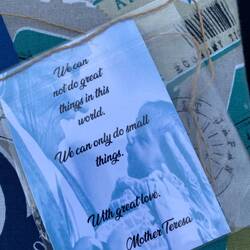 We can
not do great
things in this
world.
We can only do small
things.
With great love.
Mother Teresa